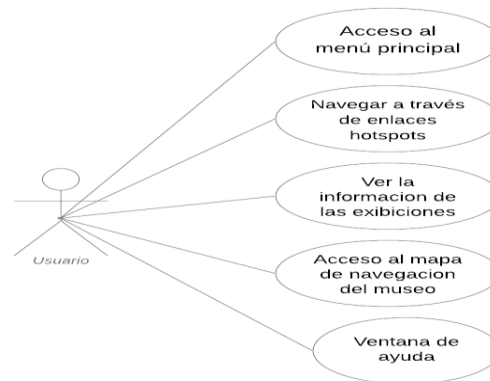 Acceso al
menú principal
Navegar a través
de enlaces
hotspots
Ver la
informacion de
las exibiciones
Usuario
Acceso al mapa
de navegacion
del museo
Ventana de
ayuda